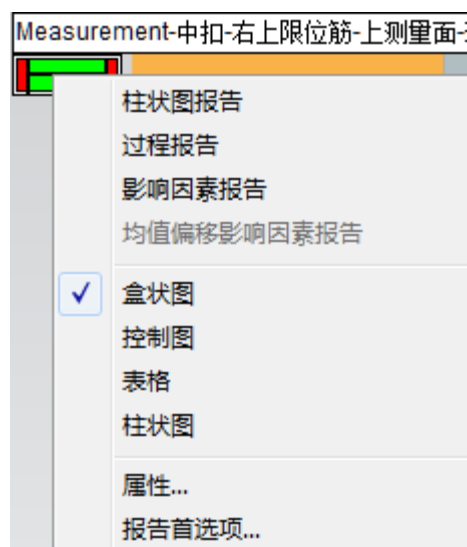 Measurement-中扣-右上限位筋-上测量面-
柱状图报告
过程报告
影响因素报告
均值偏移影响因素报告
盒状图
控制图
表格
柱状图
属性...
报告首选项...